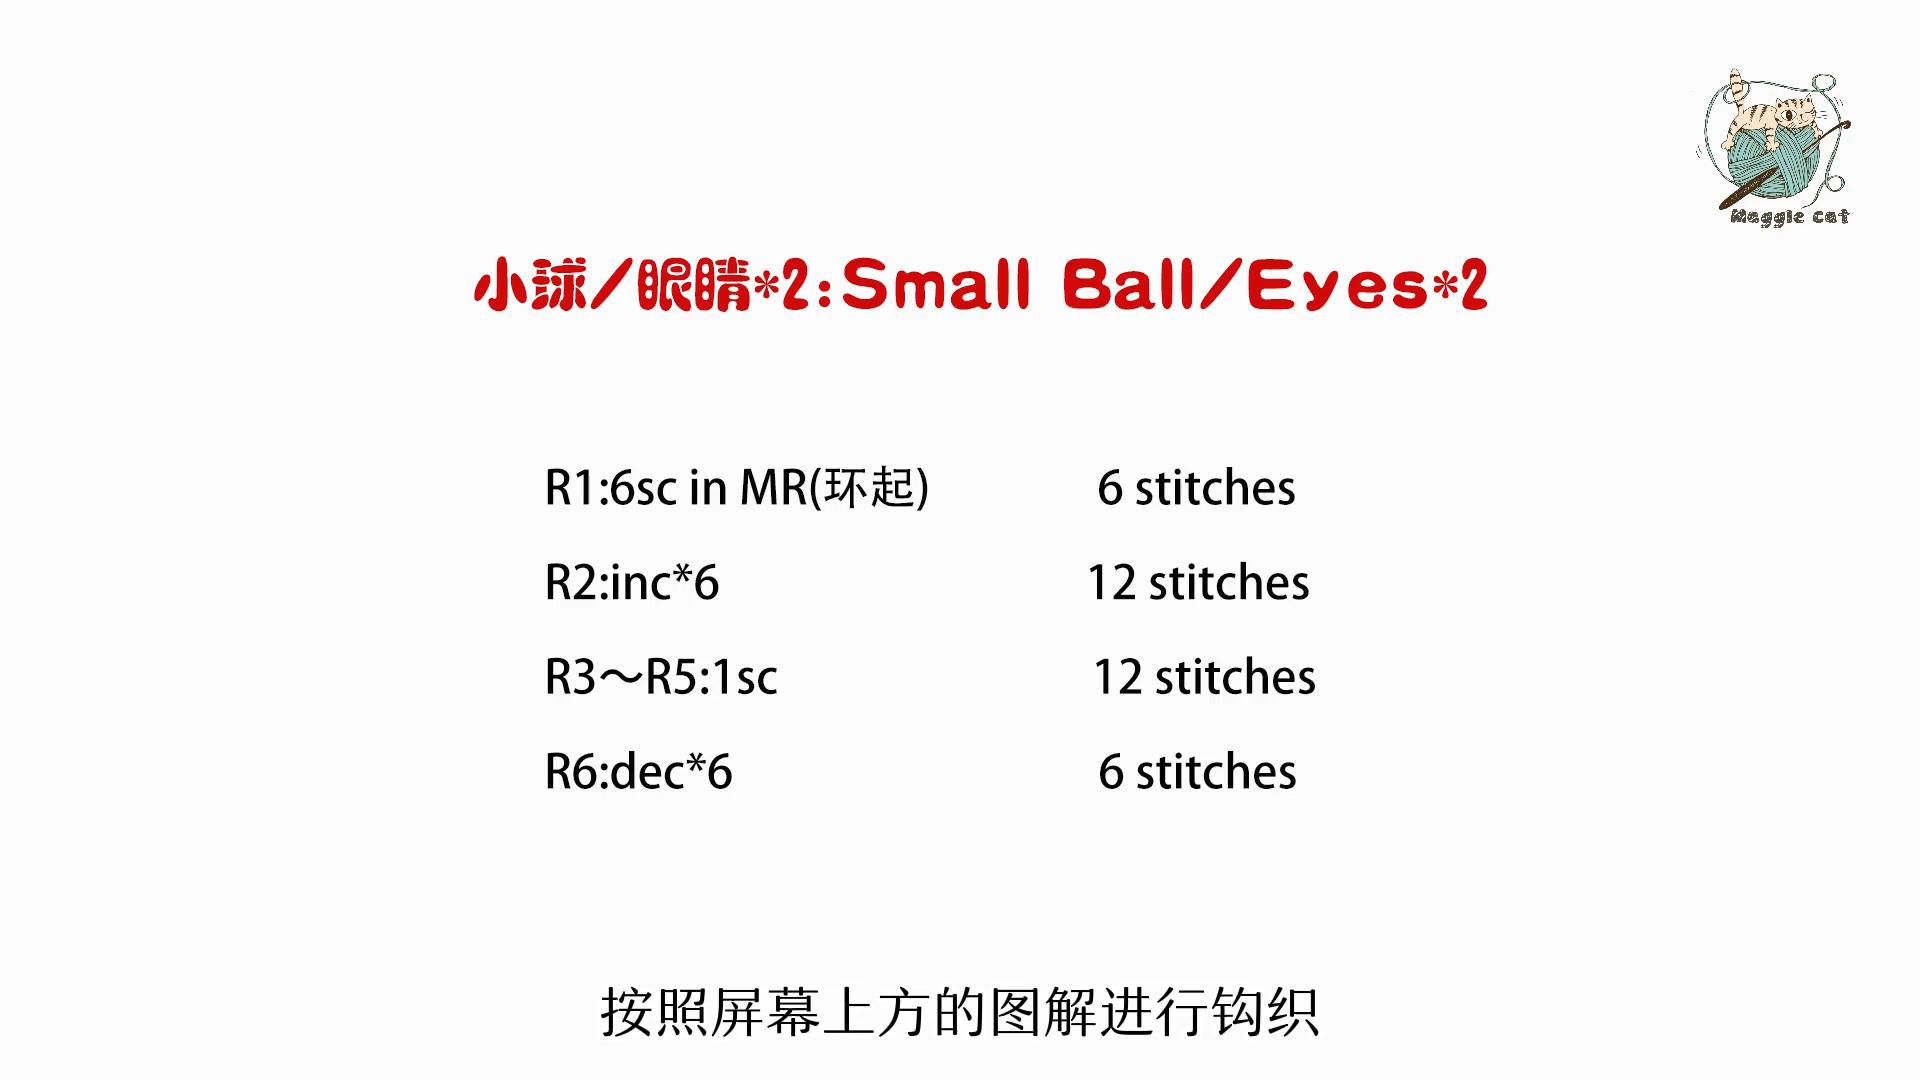 Maggie cat
小球/眼睛*2:Small Ball/Eyes*2
R1:6sc in MR(环起) 6 stitches
R2:inc*6 12 stitches
R3～R5:1sc 12 stitches
R6:dec*6 6 stitches
按照屏幕上方的图解进行钩织